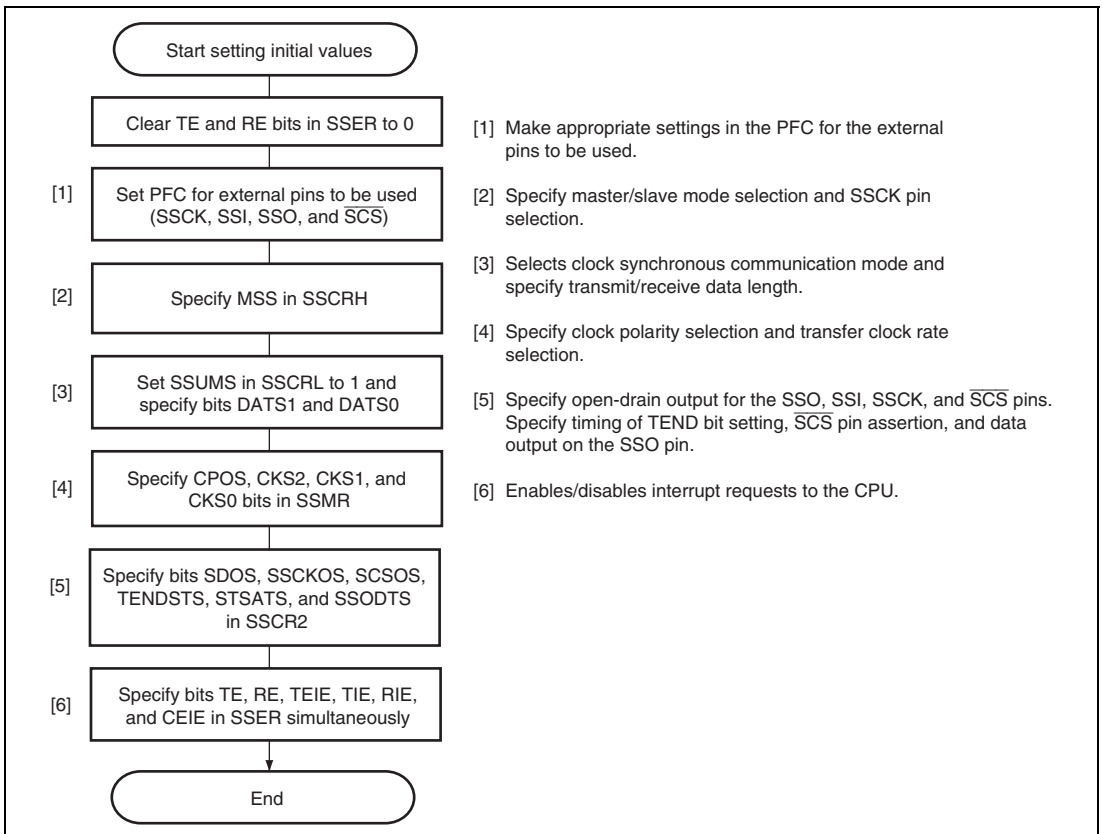 Start setting initial values
Clear TE and RE bits in SSER to 0
[1]
Set PFC for external pins to be used
(SSCK, SSI, SSO, and S̅C̅S̅)
[2]
Specify MSS in SSCRH
[3]
Set SSUMS in SSCRL to 1 and
specify bits DATS1 and DATS0
[4]
Specify CPOS, CKS2, CKS1, and
CKS0 bits in SSMR
[5]
Specify bits SDOS, SSCKOS, SCSOS,
TENDSTS, STSATS, and SSODTS
in SSCR2
[6]
Specify bits TE, RE, TEIE, TIE, RIE,
and CEIE in SSER simultaneously
End
[1] Make appropriate settings in the PFC for the external
pins to be used.
[2] Specify master/slave mode selection and SSCK pin
selection.
[3] Selects clock synchronous communication mode and
specify transmit/receive data length.
[4] Specify clock polarity selection and transfer clock rate
selection.
[5] Specify open-drain output for the SSO, SSI, SSCK, and S̅C̅S̅ pins.
Specify timing of TEND bit setting, S̅C̅S̅ pin assertion, and data
output on the SSO pin.
[6] Enables/disables interrupt requests to the CPU.